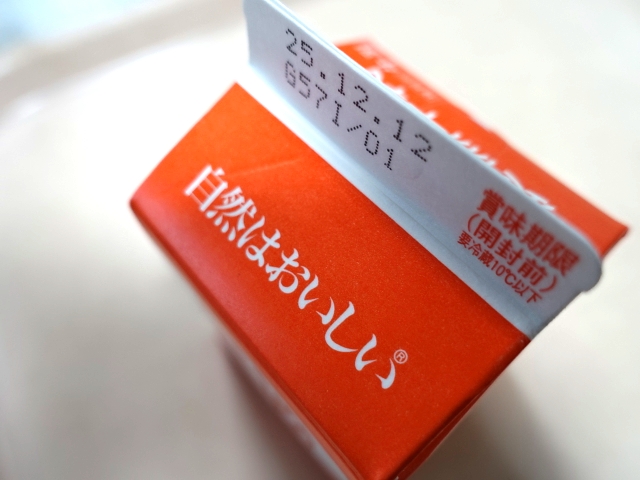 25.12.12
G571/01
賞味期限
(開封前)
要冷蔵10℃以下
自然はおいしい®